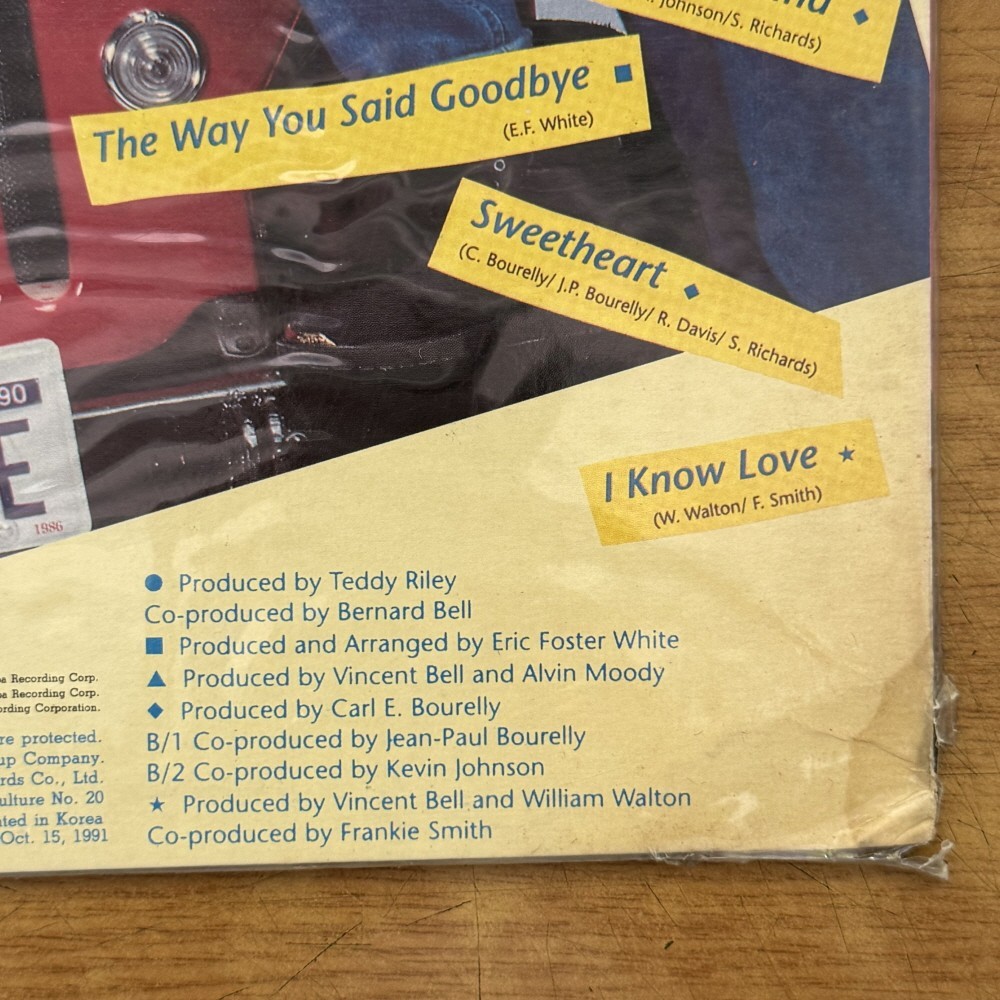 Johnson/S. Richards)
The Way You Said Goodbye ■
(E.F. White)
Sweetheart ◆
(C. Bourelly/ J.P. Bourelly/ R. Davis/ S. Richards)
90
E
1986
I Know Love ★
(W. Walton/ F. Smith)
● Produced by Teddy Riley
Co-produced by Bernard Bell
■ Produced and Arranged by Eric Foster White
▲ Produced by Vincent Bell and Alvin Moody
◆ Produced by Carl E. Bourelly
B/1 Co-produced by Jean-Paul Bourelly
B/2 Co-produced by Kevin Johnson
★ Produced by Vincent Bell and William Walton
Co-produced by Frankie Smith
Recording Corp.
Recording Corp.
Corporation.
protected.
Company.
Co., Ltd.
No. 20
in Korea
Oct. 15, 1991